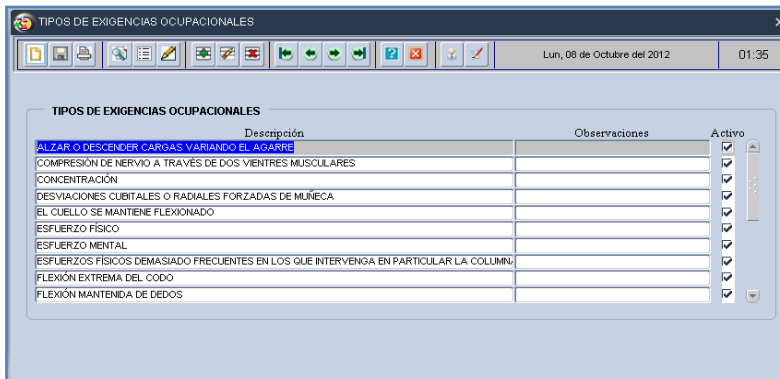 TIPOS DE EXIGENCIAS OCUPACIONALES
Lun, 08 de Octubre del 2012 01:35
TIPOS DE EXIGENCIAS OCUPACIONALES
Descripción Observaciones Activo
ALZAR O DESCENDER CARGAS VARIANDO EL AGARRE
COMPRESIÓN DE NERVIO A TRAVÉS DE DOS VIENTRES MUSCULARES
CONCENTRACIÓN
DESVIACIONES CUBITALES O RADIALES FORZADAS DE MUÑECA
EL CUELLO SE MANTIENE FLEXIONADO
ESFUERZO FÍSICO
ESFUERZO MENTAL
ESFUERZOS FÍSICOS DEMASIADO FRECUENTES EN LOS QUE INTERVENGA EN PARTICULAR LA COLUMN
FLEXIÓN EXTREMA DEL CODO
FLEXIÓN MANTENIDA DE DEDOS